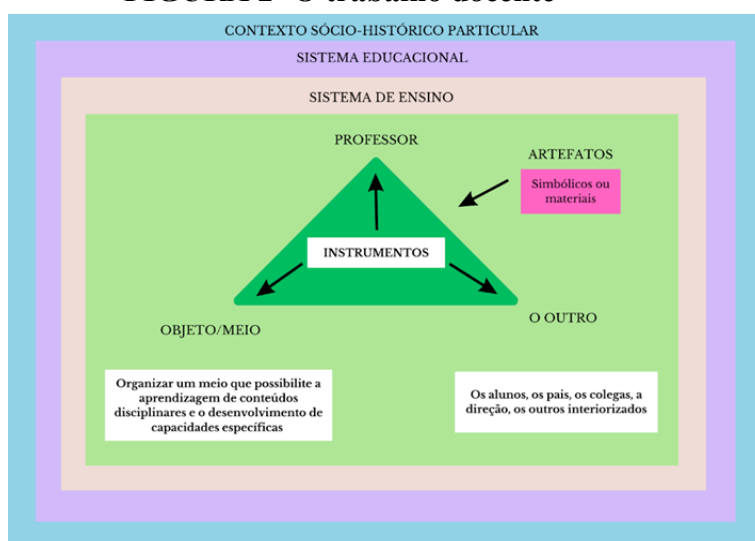 CONTEXTO SÓCIO-HISTÓRICO PARTICULAR
SISTEMA EDUCACIONAL
SISTEMA DE ENSINO
PROFESSOR
ARTEFATOS
Simbólicos ou
materiais
INSTRUMENTOS
OBJETO/MEIO
O OUTRO
Organizar um meio que possibilite a
aprendizagem de conteúdos
disciplinares e o desenvolvimento de
capacidades específicas
Os alunos, os pais, os colegas, a
direção, os outros interiorizados